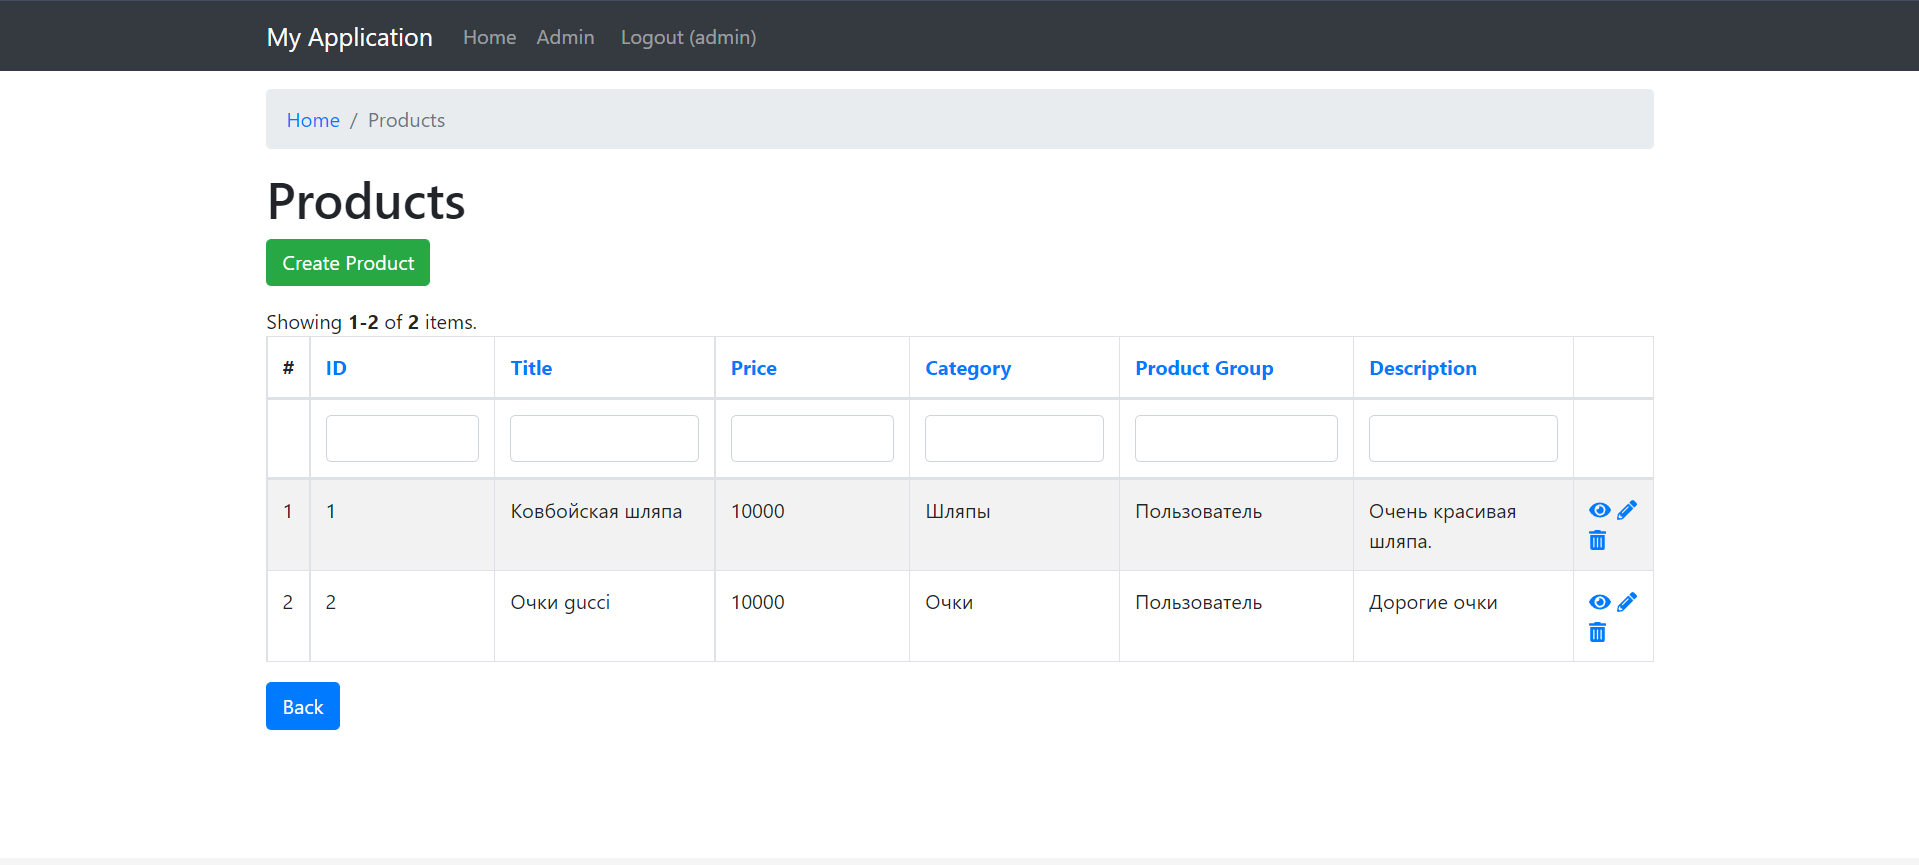 My Application Home Admin Logout (admin)
Home / Products
Products
Create Product
Showing 1-2 of 2 items.
# ID Title Price Category Product Group Description
1 1 Ковбойская шляпа 10000 Шляпы Пользователь Очень красивая
шляпа.
2 2 Очки gucci 10000 Очки Пользователь Дорогие очки
Back